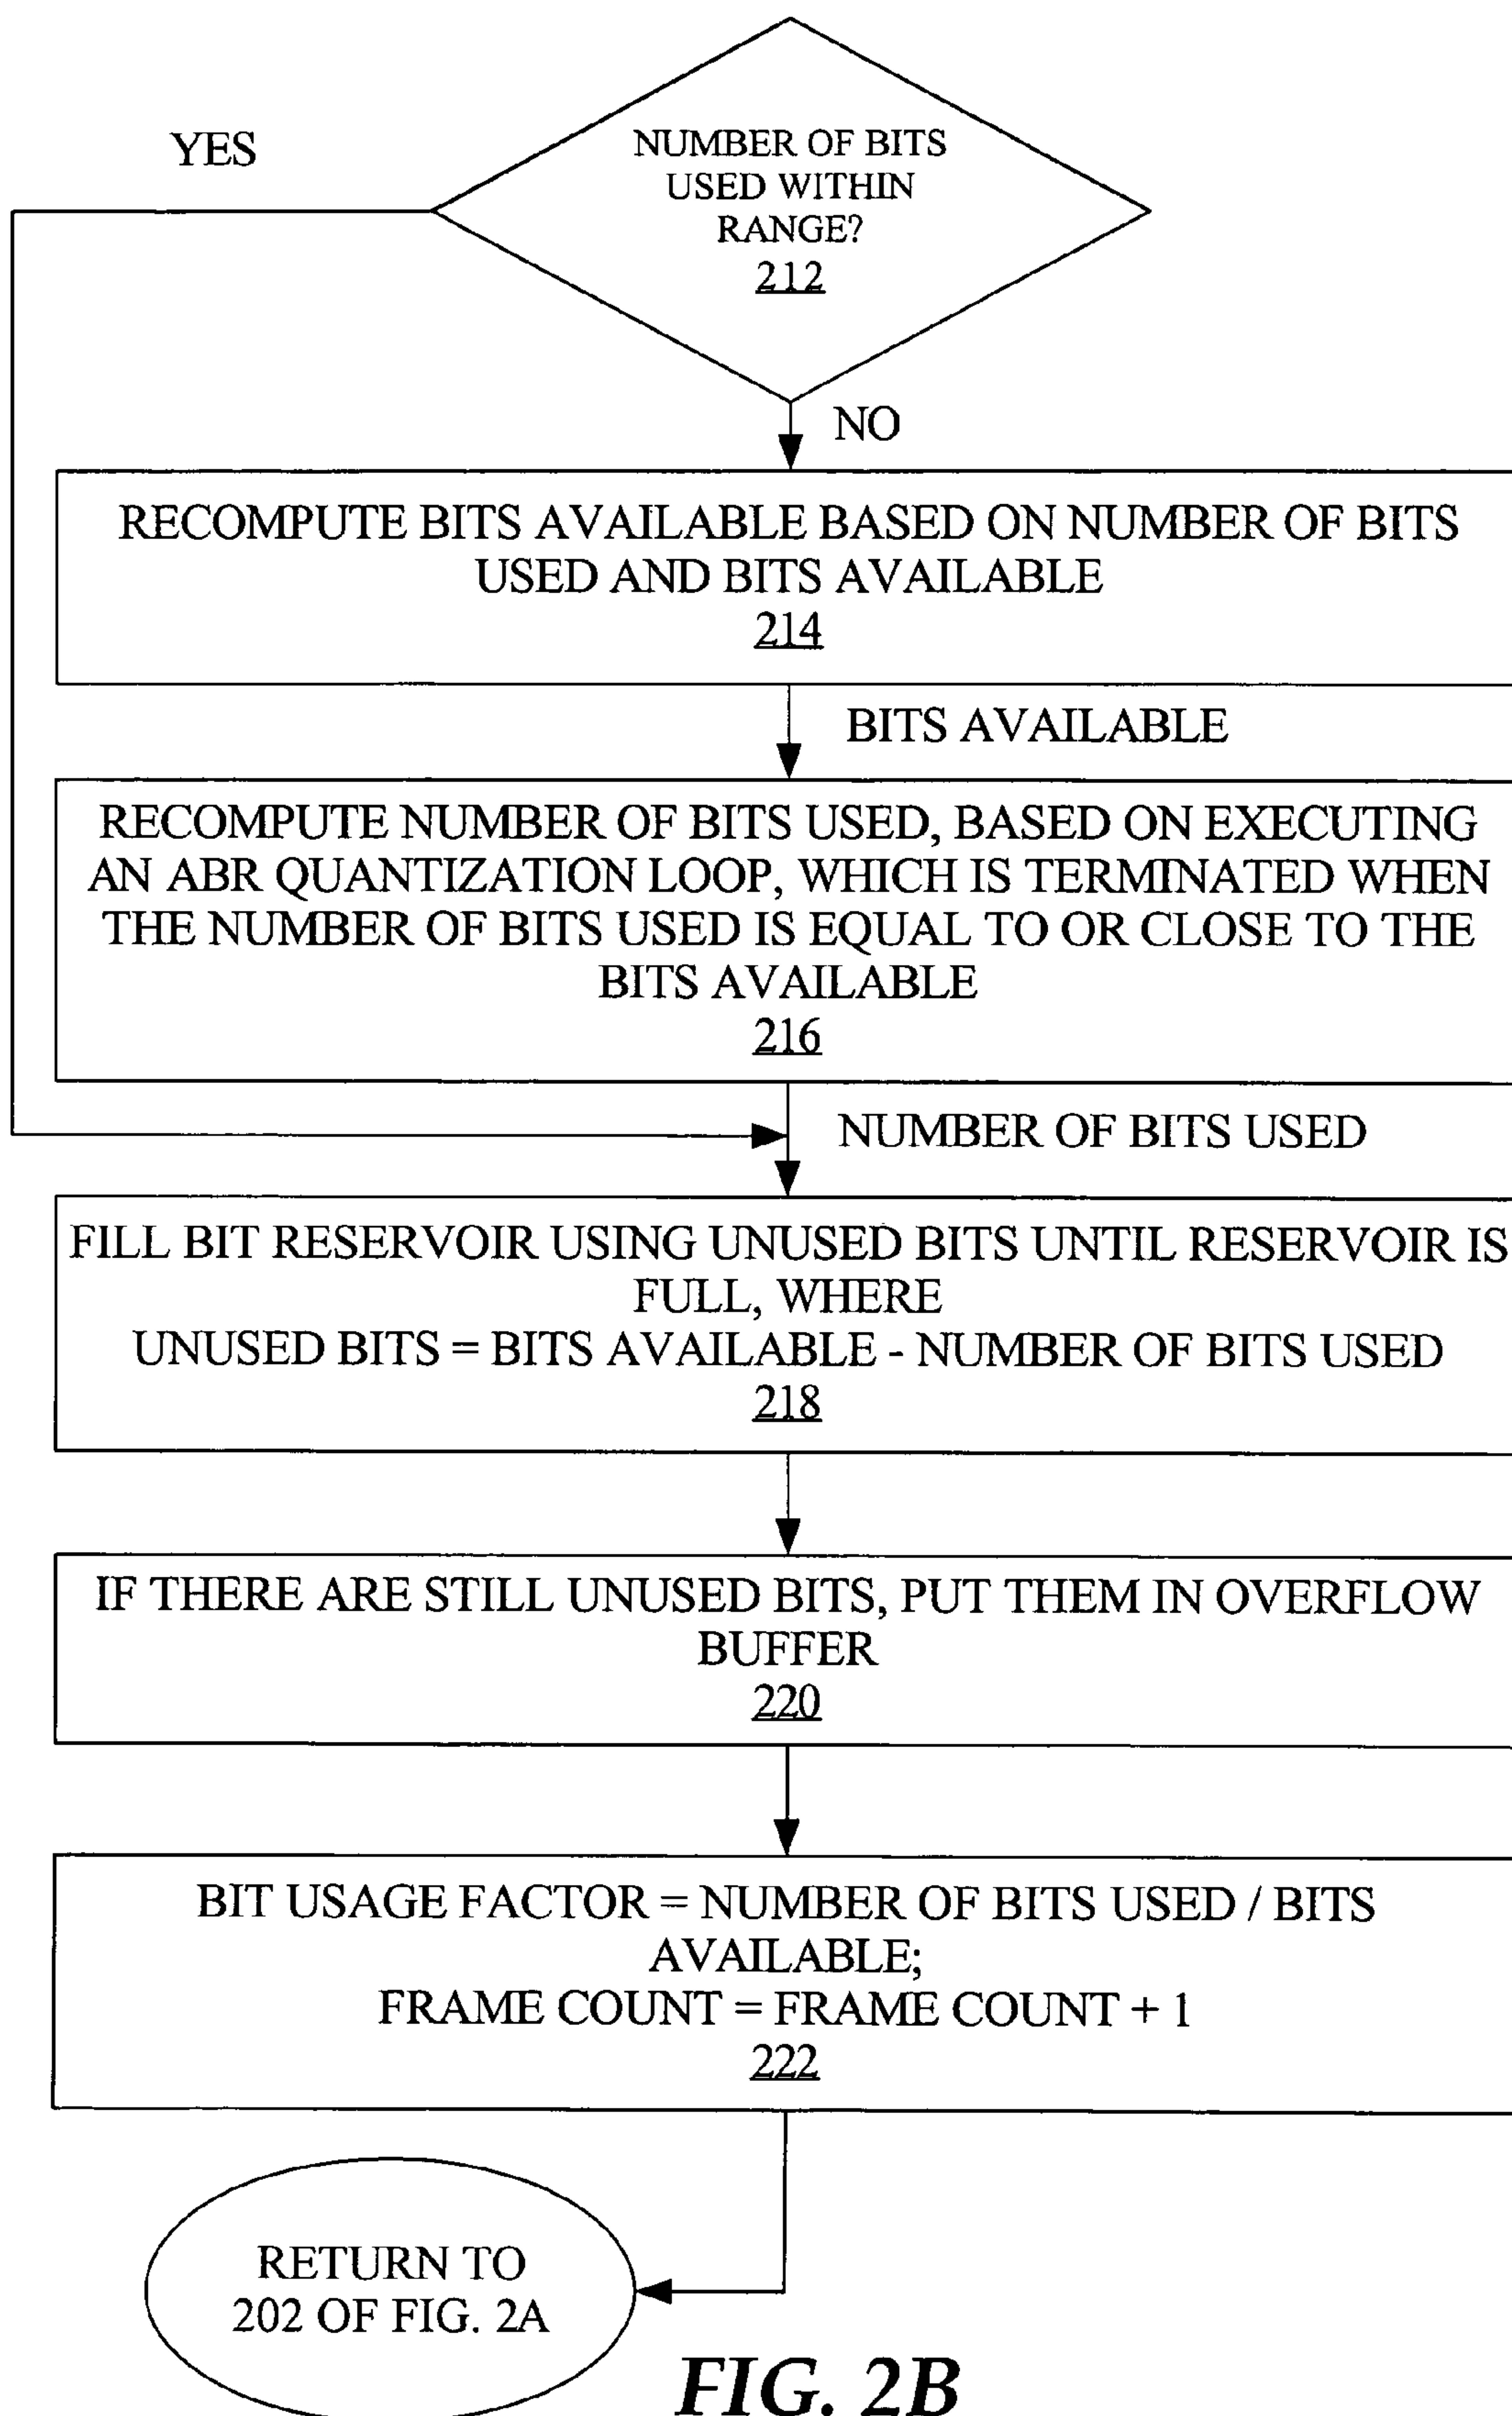 YES
NUMBER OF BITS
USED WITHIN
RANGE?
212
NO
RECOMPUTE BITS AVAILABLE BASED ON NUMBER OF BITS
USED AND BITS AVAILABLE
214
BITS AVAILABLE
RECOMPUTE NUMBER OF BITS USED, BASED ON EXECUTING
AN ABR QUANTIZATION LOOP, WHICH IS TERMINATED WHEN
THE NUMBER OF BITS USED IS EQUAL TO OR CLOSE TO THE
BITS AVAILABLE
216
NUMBER OF BITS USED
FILL BIT RESERVOIR USING UNUSED BITS UNTIL RESERVOIR IS
FULL, WHERE
UNUSED BITS = BITS AVAILABLE - NUMBER OF BITS USED
218
IF THERE ARE STILL UNUSED BITS, PUT THEM IN OVERFLOW
BUFFER
220
BIT USAGE FACTOR = NUMBER OF BITS USED / BITS
AVAILABLE;
FRAME COUNT = FRAME COUNT + 1
222
RETURN TO
202 OF FIG. 2A
FIG. 2B